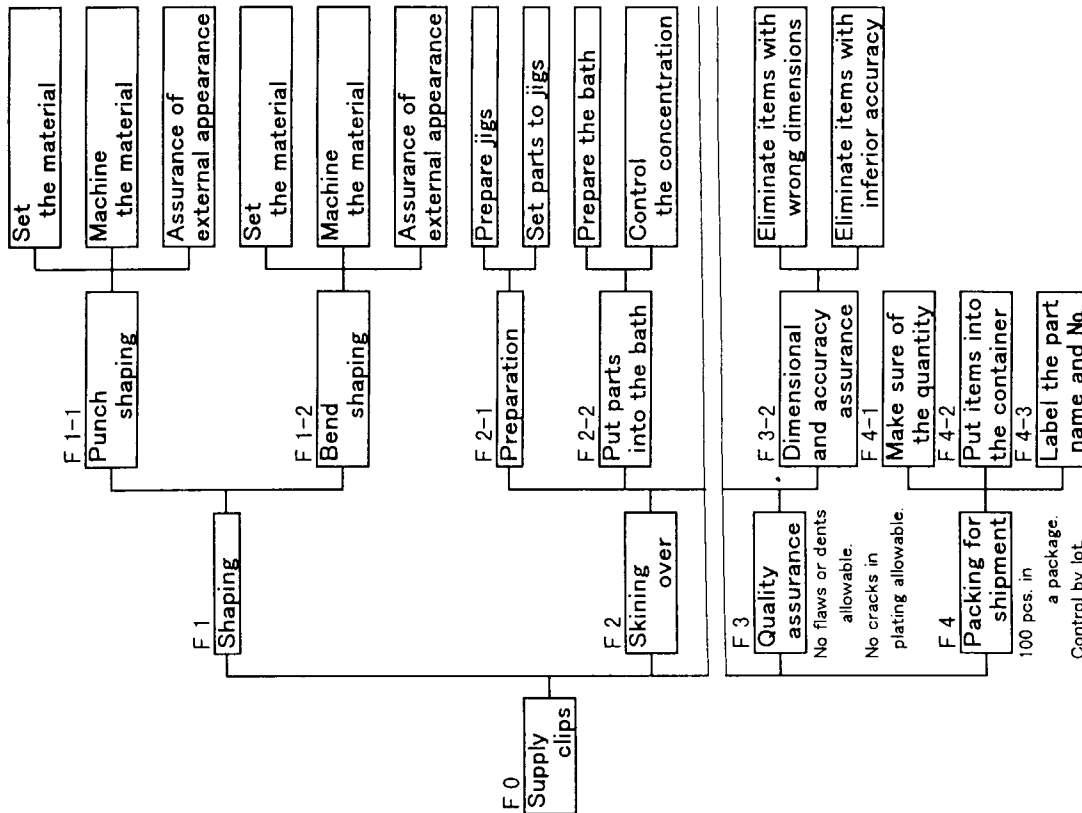 F 0
Supply
clips
F 1
Shaping
F 1-1
Punch
shaping
Set
the material
Machine
the material
Assurance of
external appearance
F 1-2
Bend
shaping
Set
the material
Machine
the material
Assurance of
external appearance
F 2
Skining
over
F 2-1
Preparation
Prepare jigs
Set parts to jigs
F 2-2
Put parts
into the bath
Prepare the bath
Control
the concentration
F 3
Quality
assurance
No flaws or dents
allowable.
No cracks in
plating allowable.
F 3-2
Dimensional
and accuracy
assurance
Eliminate items with
wrong dimensions
Eliminate items with
inferior accuracy
F 4
Packing for
shipment
100 pcs. in
a package.
Control by lot
F 4-1
Make sure of
the quantity
F 4-2
Put items into
the container
F 4-3
Label the part
name and No.